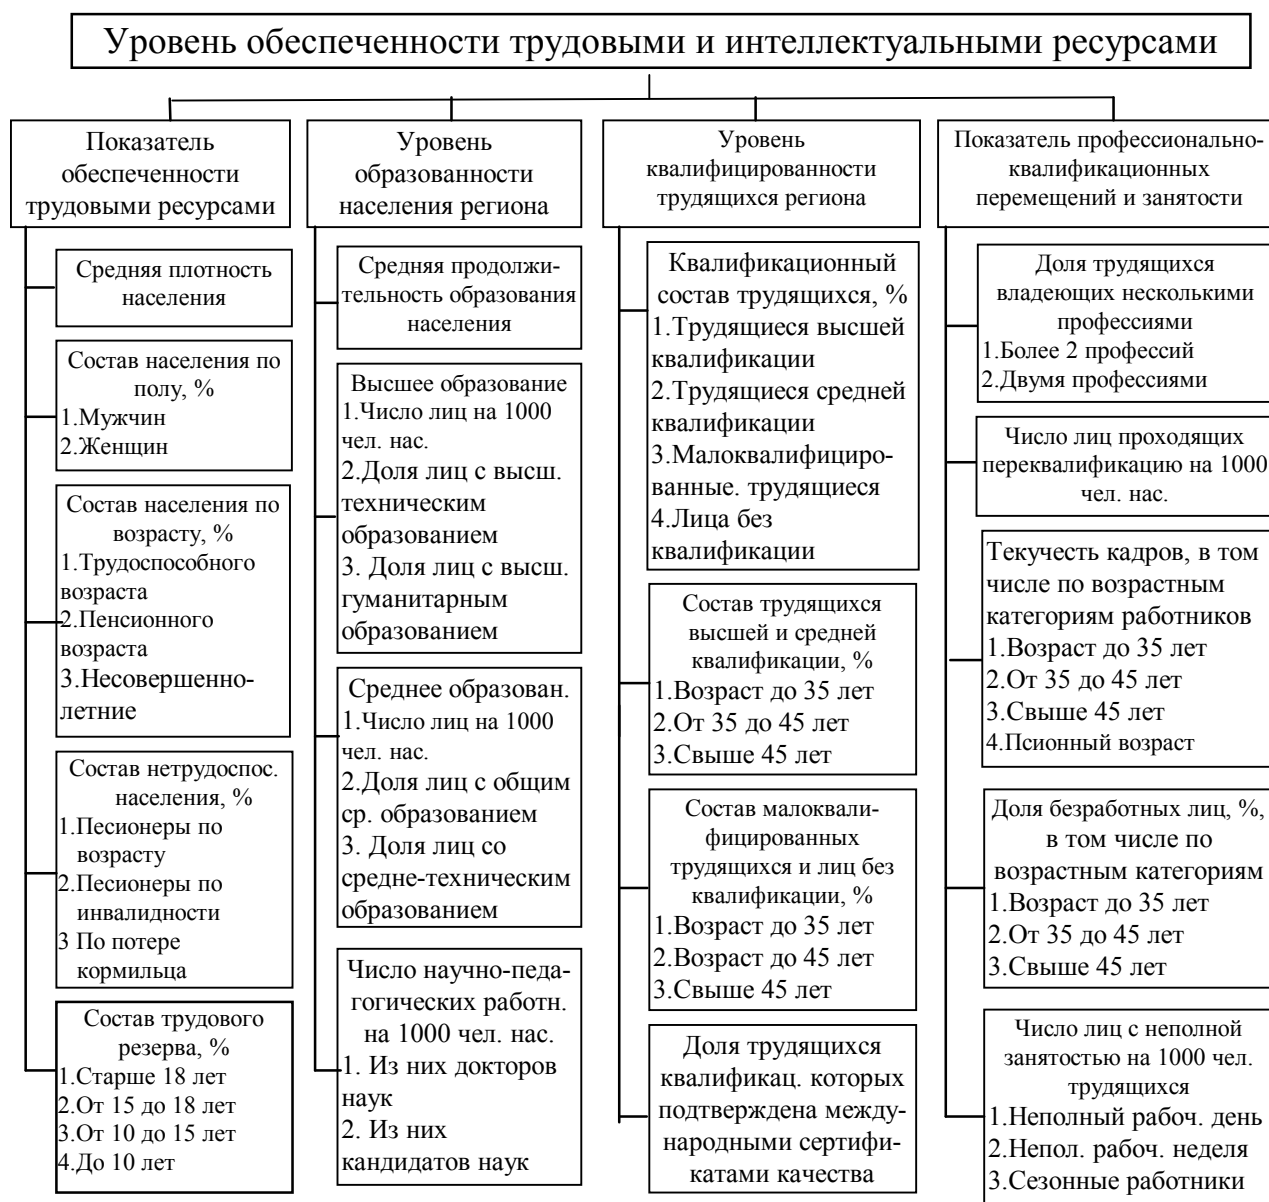 Уровень обеспеченности трудовыми и интеллектуальными ресурсами
Показатель
обеспеченности
трудовыми ресурсами
Средняя плотность
населения
Состав населения по
полу, %
1.Мужчин
2.Женщин
Состав населения по
возрасту, %
1.Трудоспособного
возраста
2.Пенсионного
возраста
3.Несовершенно-
летние
Состав нетрудоспос.
населения, %
1.Песионеры по
возрасту
2.Песионеры по
инвалидности
3 По потере
кормильца
Состав трудового
резерва, %
1.Старше 18 лет
2.От 15 до 18 лет
3.От 10 до 15 лет
4.До 10 лет
Уровень
образованности
населения региона
Средняя продолжи-
тельность образования
населения
Высшее образование
1.Число лиц на 1000
чел. нас.
2.Доля лиц с высш.
техническим
образованием
3. Доля лиц с высш.
гуманитарным
образованием
Среднее образован.
1.Число лиц на 1000
чел. нас.
2.Доля лиц с общим
ср. образованием
3. Доля лиц со
средне-техническим
образованием
Число научно-педа-
гогических работн.
на 1000 чел. нас.
1. Из них докторов
наук
2. Из них
кандидатов наук
Уровень
квалифицированности
трудящихся региона
Квалификационный
состав трудящихся, %
1.Трудящиеся высшей
квалификации
2.Трудящиеся средней
квалификации
3.Малоквалифициро-
ванные. трудящиеся
4.Лица без
квалификации
Состав трудящихся
высшей и средней
квалификации, %
1.Возраст до 35 лет
2.От 35 до 45 лет
3.Свыше 45 лет
Состав малоквали-
фицированных
трудящихся и лиц без
квалификации, %
1.Возраст до 35 лет
2.Возраст до 45 лет
3.Свыше 45 лет
Доля трудящихся
квалификац. которых
подтверждена между-
народными сертифи-
катами качества
Показатель профессионально-
квалификационных
перемещений и занятости
Доля трудящихся
владеющих несколькими
профессиями
1.Более 2 профессий
2.Двумя профессиями
Число лиц проходящих
переквалификацию на 1000
чел. нас.
Текучесть кадров, в том
числе по возрастным
категориям работников
1.Возраст до 35 лет
2.От 35 до 45 лет
3.Свыше 45 лет
4.Псионный возраст
Доля безработных лиц, %,
в том числе по
возрастным категориям
1.Возраст до 35 лет
2.От 35 до 45 лет
3.Свыше 45 лет
Число лиц с неполной
занятостью на 1000 чел.
трудящихся
1.Неполный рабоч. день
2.Непол. рабоч. неделя
3.Сезонные работники